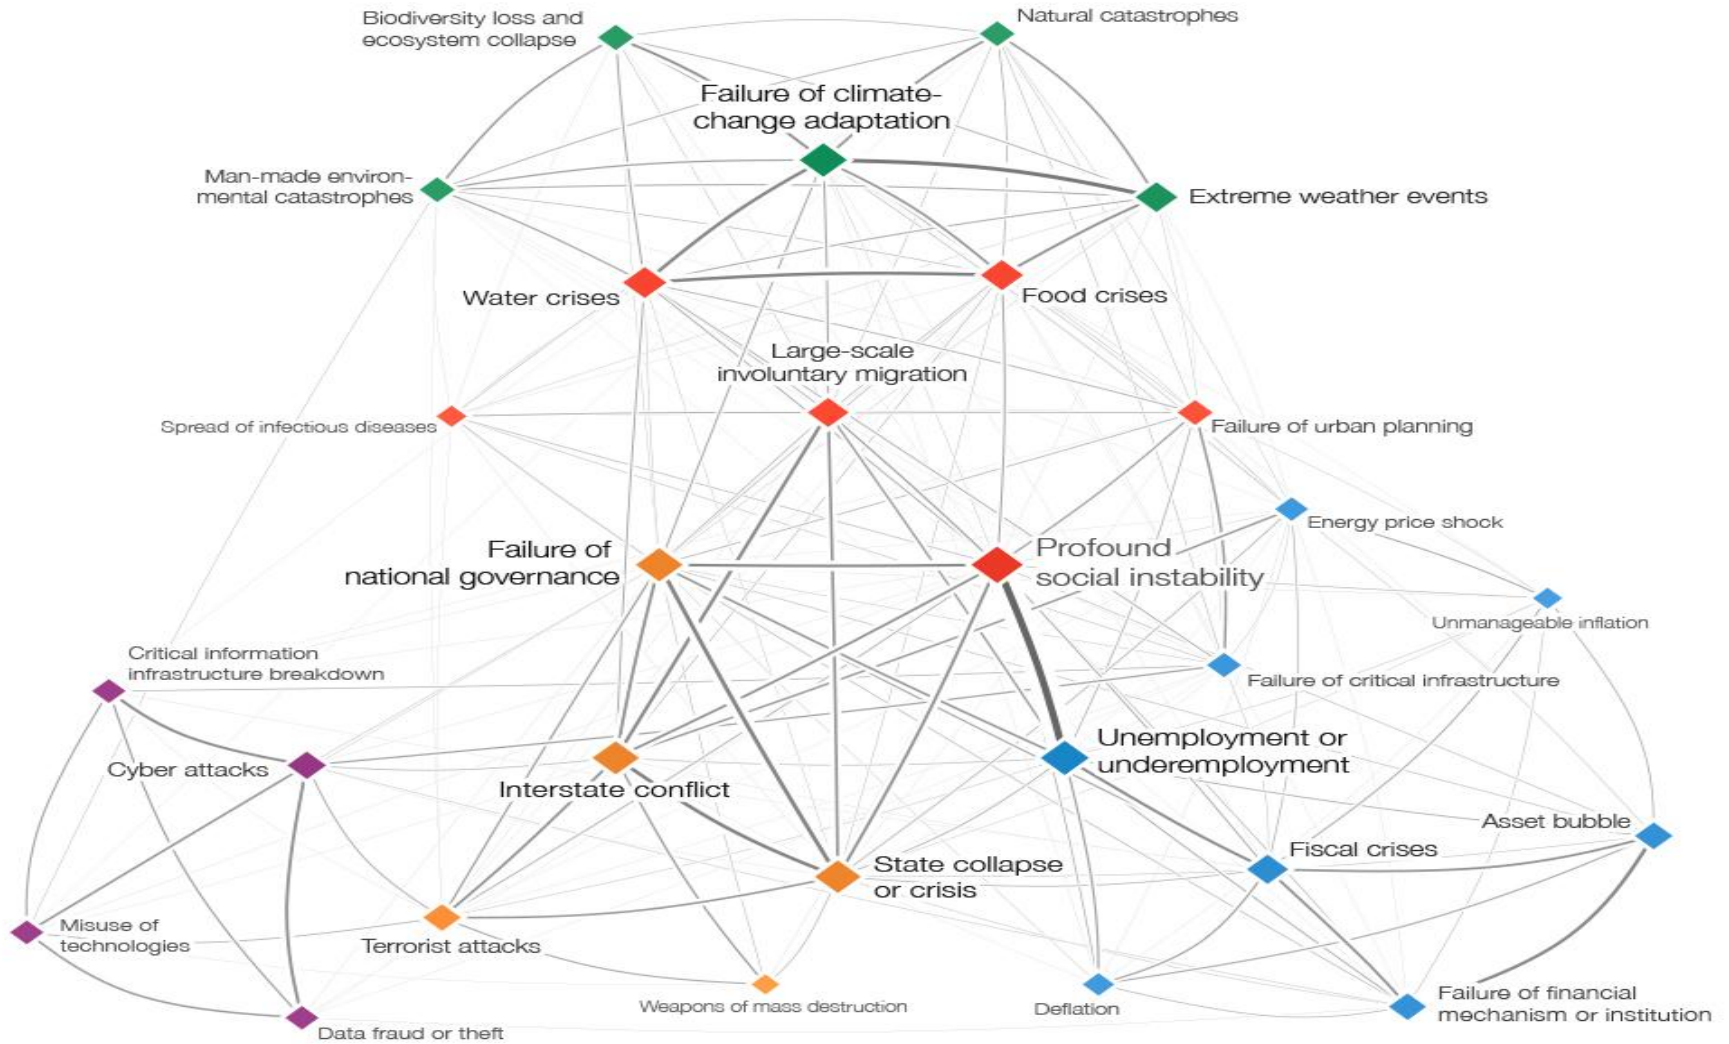 Biodiversity loss and
ecosystem collapse
Natural catastrophes
Failure of climate-
change adaptation
Man-made environ-
mental catastrophes
Extreme weather events
Water crises
Food crises
Large-scale
involuntary migration
Spread of infectious diseases
Failure of urban planning
Energy price shock
Failure of
national governance
Profound
social instability
Unmanageable inflation
Critical information
infrastructure breakdown
Failure of critical infrastructure
Cyber attacks
Interstate conflict
Unemployment or
underemployment
Asset bubble
Fiscal crises
State collapse
or crisis
Misuse of
technologies
Terrorist attacks
Weapons of mass destruction
Deflation
Failure of financial
mechanism or institution
Data fraud or theft